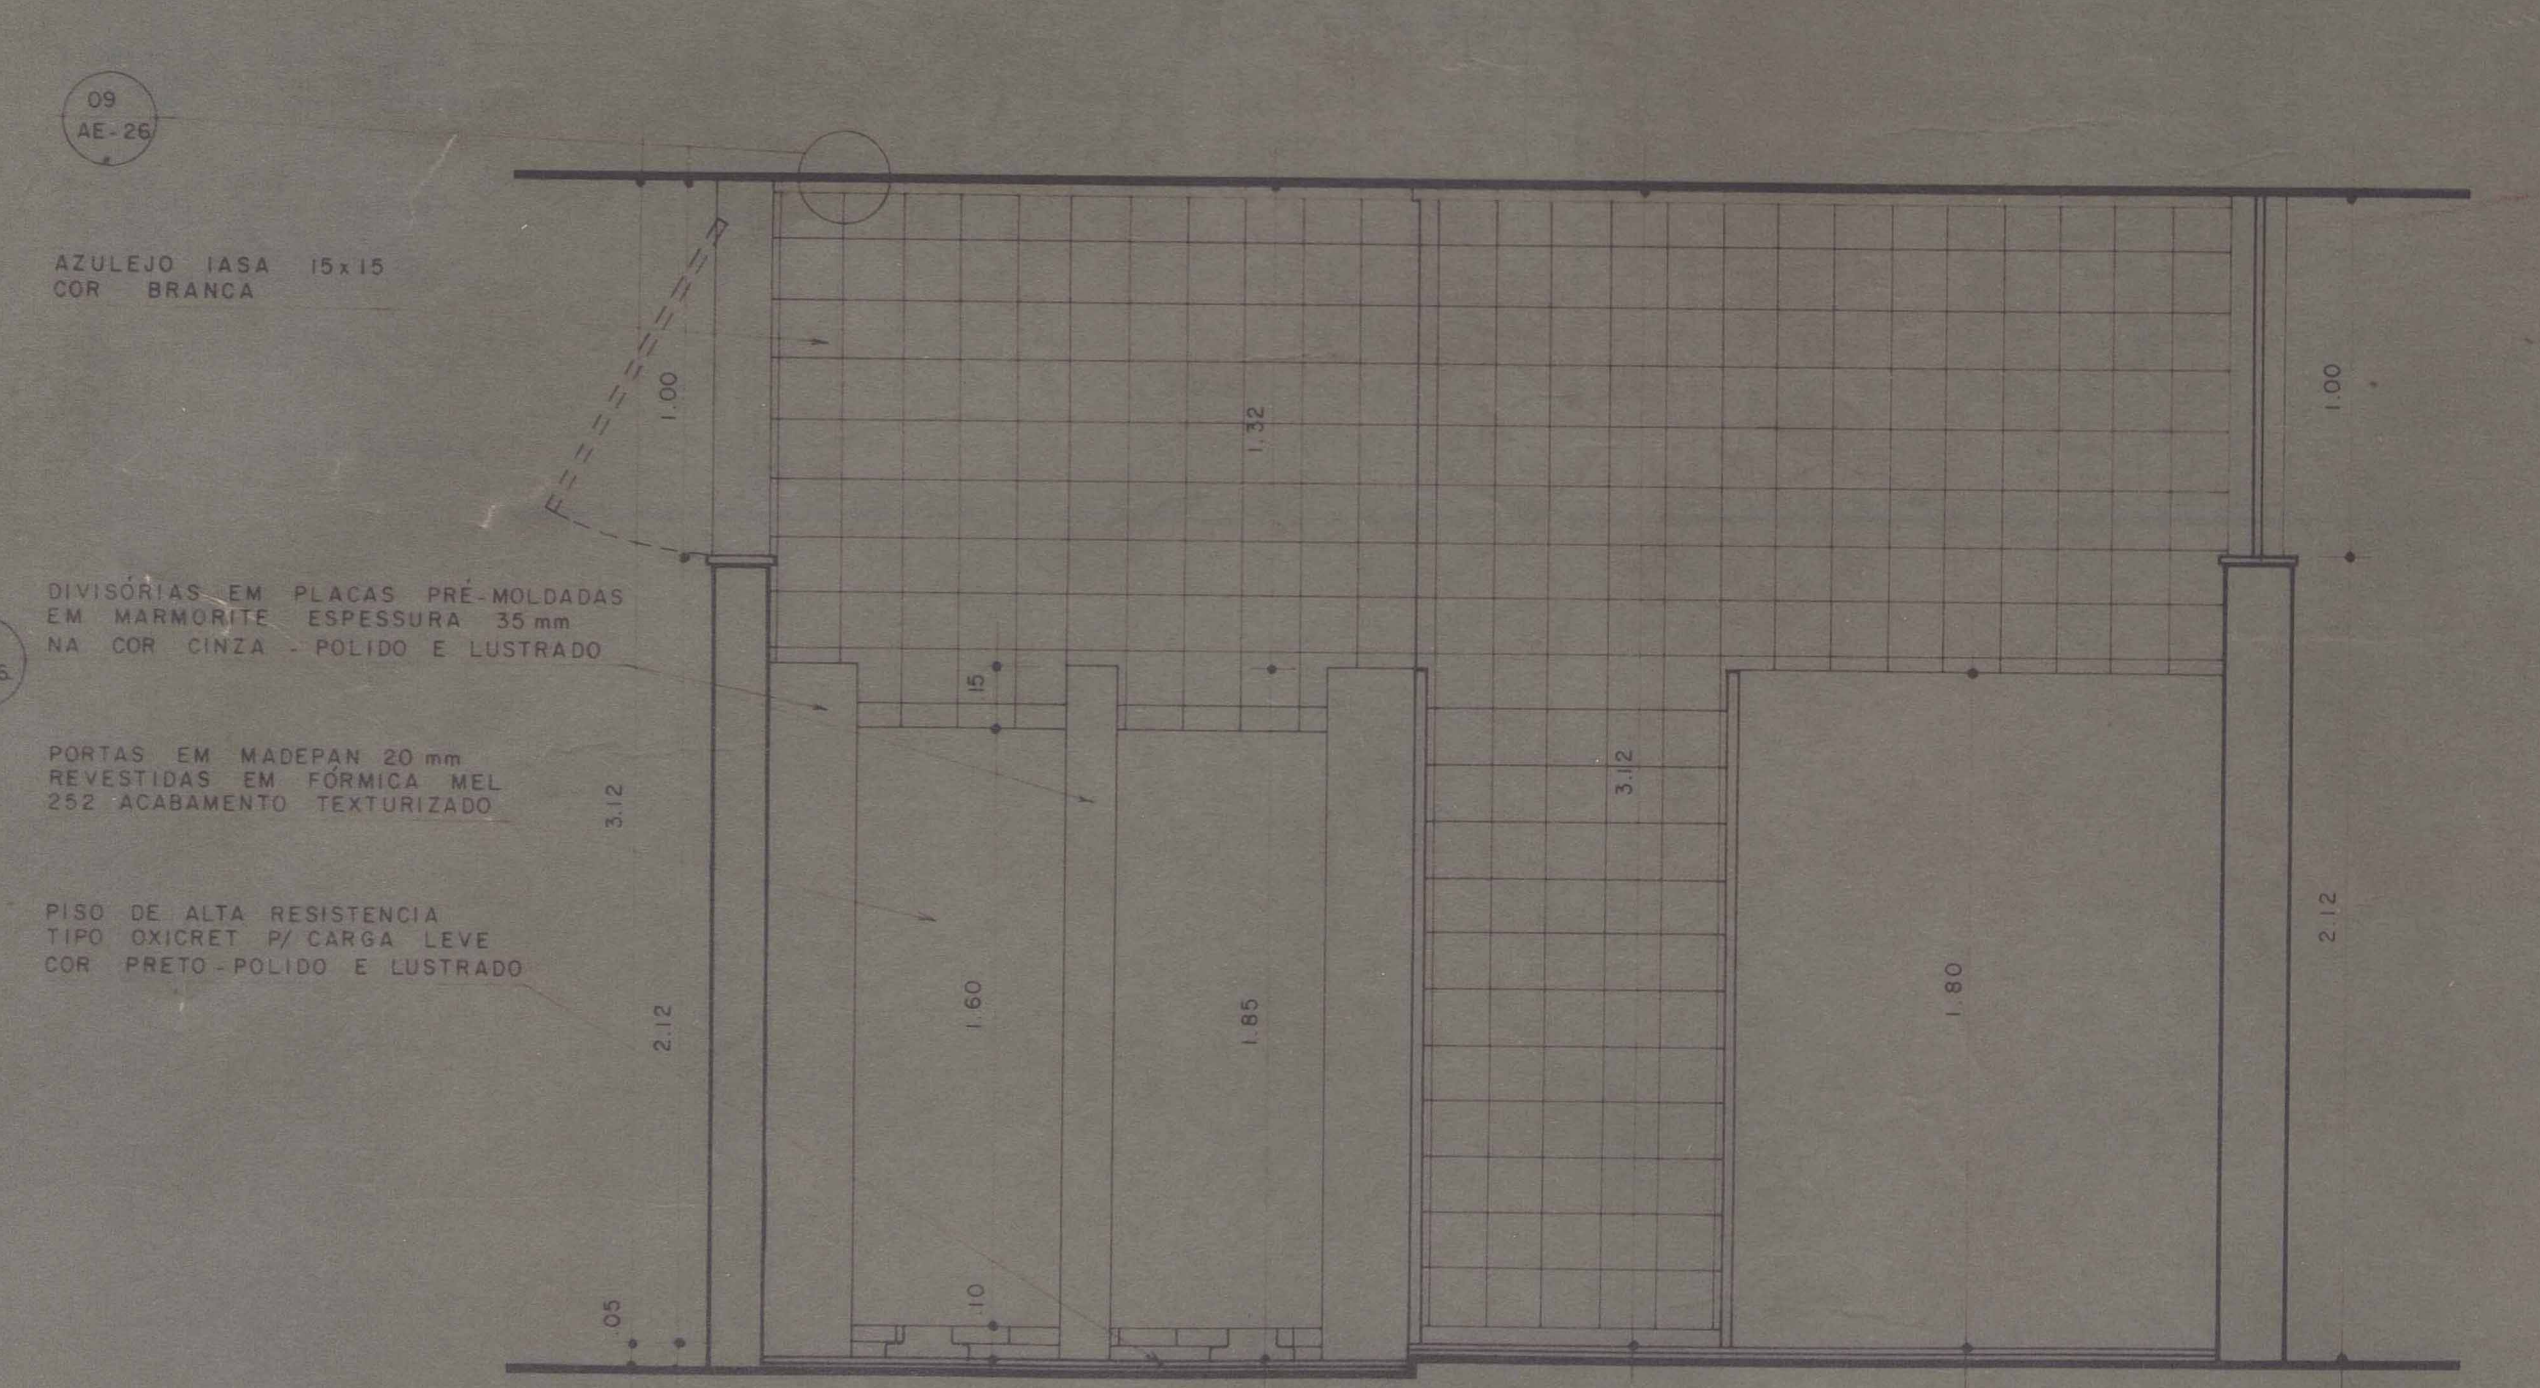 09
AE-26
AZULEJO IASA 15x15
COR BRANCA
DIVISÓRIAS EM PLACAS PRÉ-MOLDADAS
EM MARMORITE ESPESSURA 35 mm
NA COR CINZA - POLIDO E LUSTRADO
PORTAS EM MADEPAN 20 mm
REVESTIDAS EM FÓRMICA MEL
252 ACABAMENTO TEXTURIZADO
PISO DE ALTA RESISTENCIA
TIPO OXICRET P/ CARGA LEVE
COR PRETO - POLIDO E LUSTRADO
1.00
3.12
2.12
.05
1.32
.15
1.60
1.85
.10
3.12
1.80
1.00
2.12